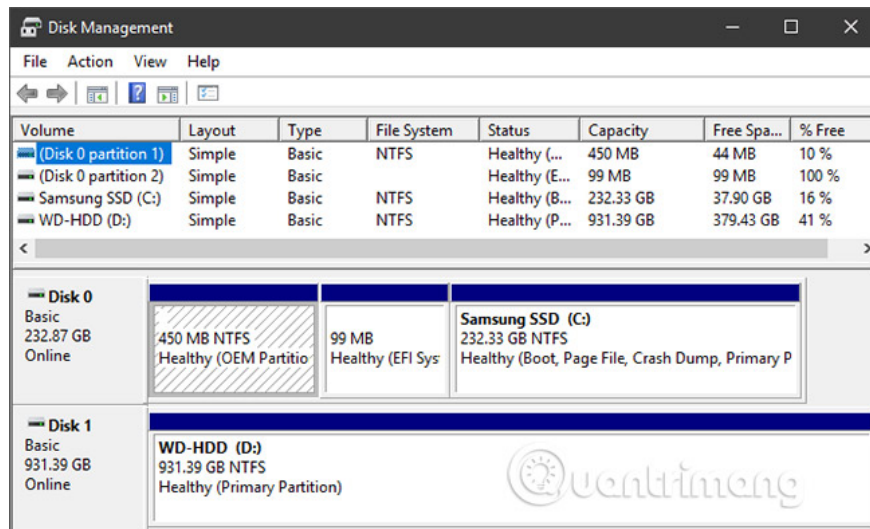 Disk Management
File Action View Help
Volume Layout Type File System Status Capacity Free Spa... % Free
(Disk 0 partition 1) Simple Basic NTFS Healthy (... 450 MB 44 MB 10 %
(Disk 0 partition 2) Simple Basic Healthy (E... 99 MB 99 MB 100 %
Samsung SSD (C:) Simple Basic NTFS Healthy (B... 232.33 GB 37.90 GB 16 %
WD-HDD (D:) Simple Basic NTFS Healthy (P... 931.39 GB 379.43 GB 41 %
Disk 0
Basic
232.87 GB
Online
450 MB NTFS
Healthy (OEM Partitio
99 MB
Healthy (EFI Sys
Samsung SSD (C:)
232.33 GB NTFS
Healthy (Boot, Page File, Crash Dump, Primary P
Disk 1
Basic
931.39 GB
Online
WD-HDD (D:)
931.39 GB NTFS
Healthy (Primary Partition)
Quantrimang